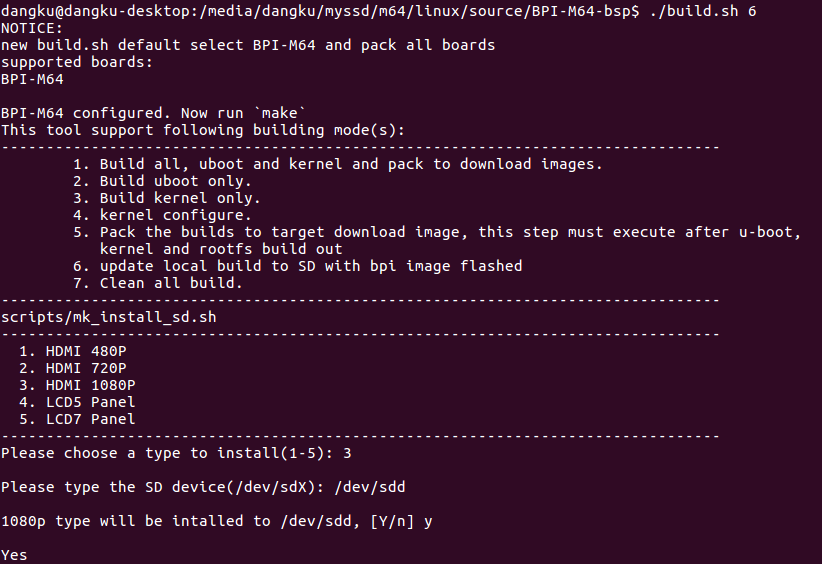 dangku@dangku-desktop:/media/dangku/myssd/m64/linux/source/BPI-M64-bsp$ ./build.sh 6
NOTICE:
new build.sh default select BPI-M64 and pack all boards
supported boards:
BPI-M64
BPI-M64 configured. Now run `make`
This tool support following building mode(s):
--------------------------------------------------------------------------------
1. Build all, uboot and kernel and pack to download images.
2. Build uboot only.
3. Build kernel only.
4. kernel configure.
5. Pack the builds to target download image, this step must execute after u-boot,
kernel and rootfs build out
6. update local build to SD with bpi image flashed
7. Clean all build.
--------------------------------------------------------------------------------
scripts/mk_install_sd.sh
--------------------------------------------------------------------------------
1. HDMI 480P
2. HDMI 720P
3. HDMI 1080P
4. LCD5 Panel
5. LCD7 Panel
--------------------------------------------------------------------------------
Please choose a type to install(1-5): 3
Please type the SD device(/dev/sdX): /dev/sdd
1080p type will be intalled to /dev/sdd, [Y/n] y
Yes